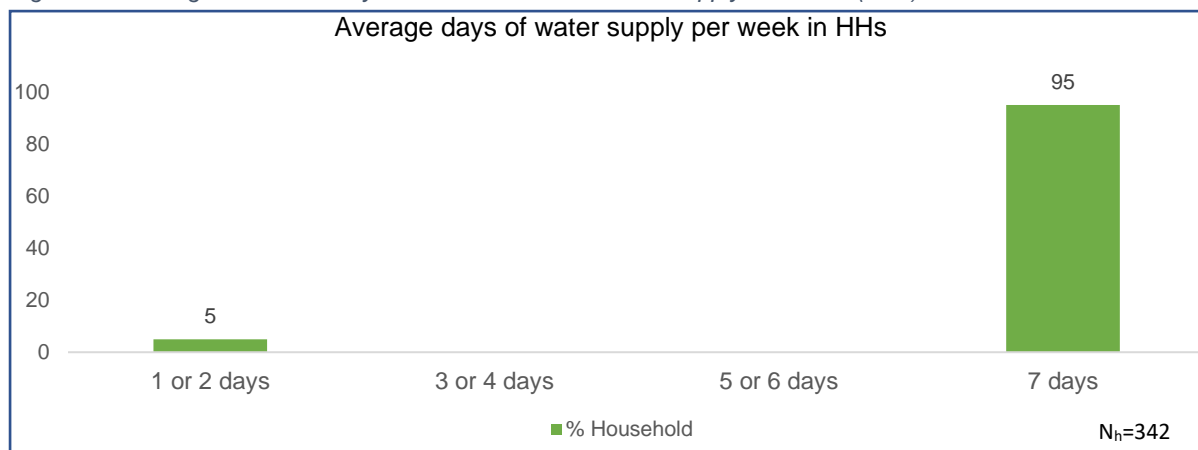 Average days of water supply per week in HHs
100
80
60
40
20
0
5
95
1 or 2 days
3 or 4 days
5 or 6 days
7 days
% Household
Nh=342